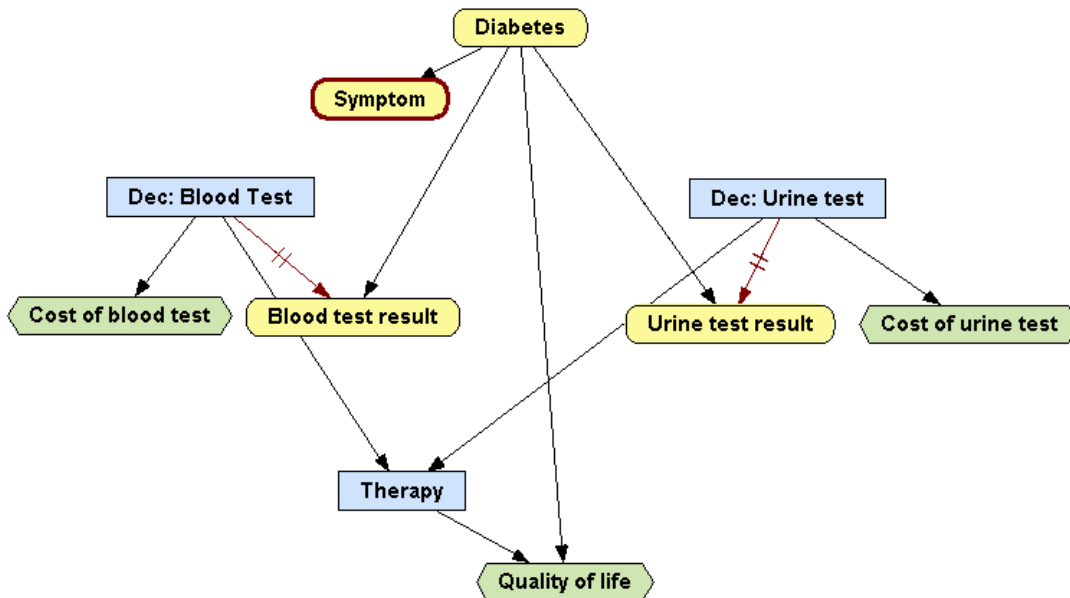 Diabetes
Symptom
Dec: Blood Test
Dec: Urine test
Cost of blood test
Blood test result
Urine test result
Cost of urine test
Therapy
Quality of life